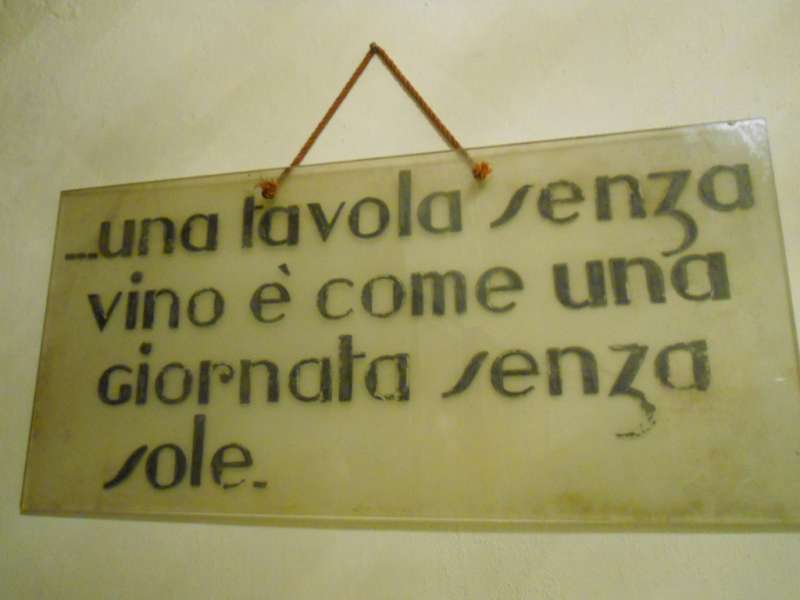 ...una tavola senza
vino è come una
giornata senza
sole.